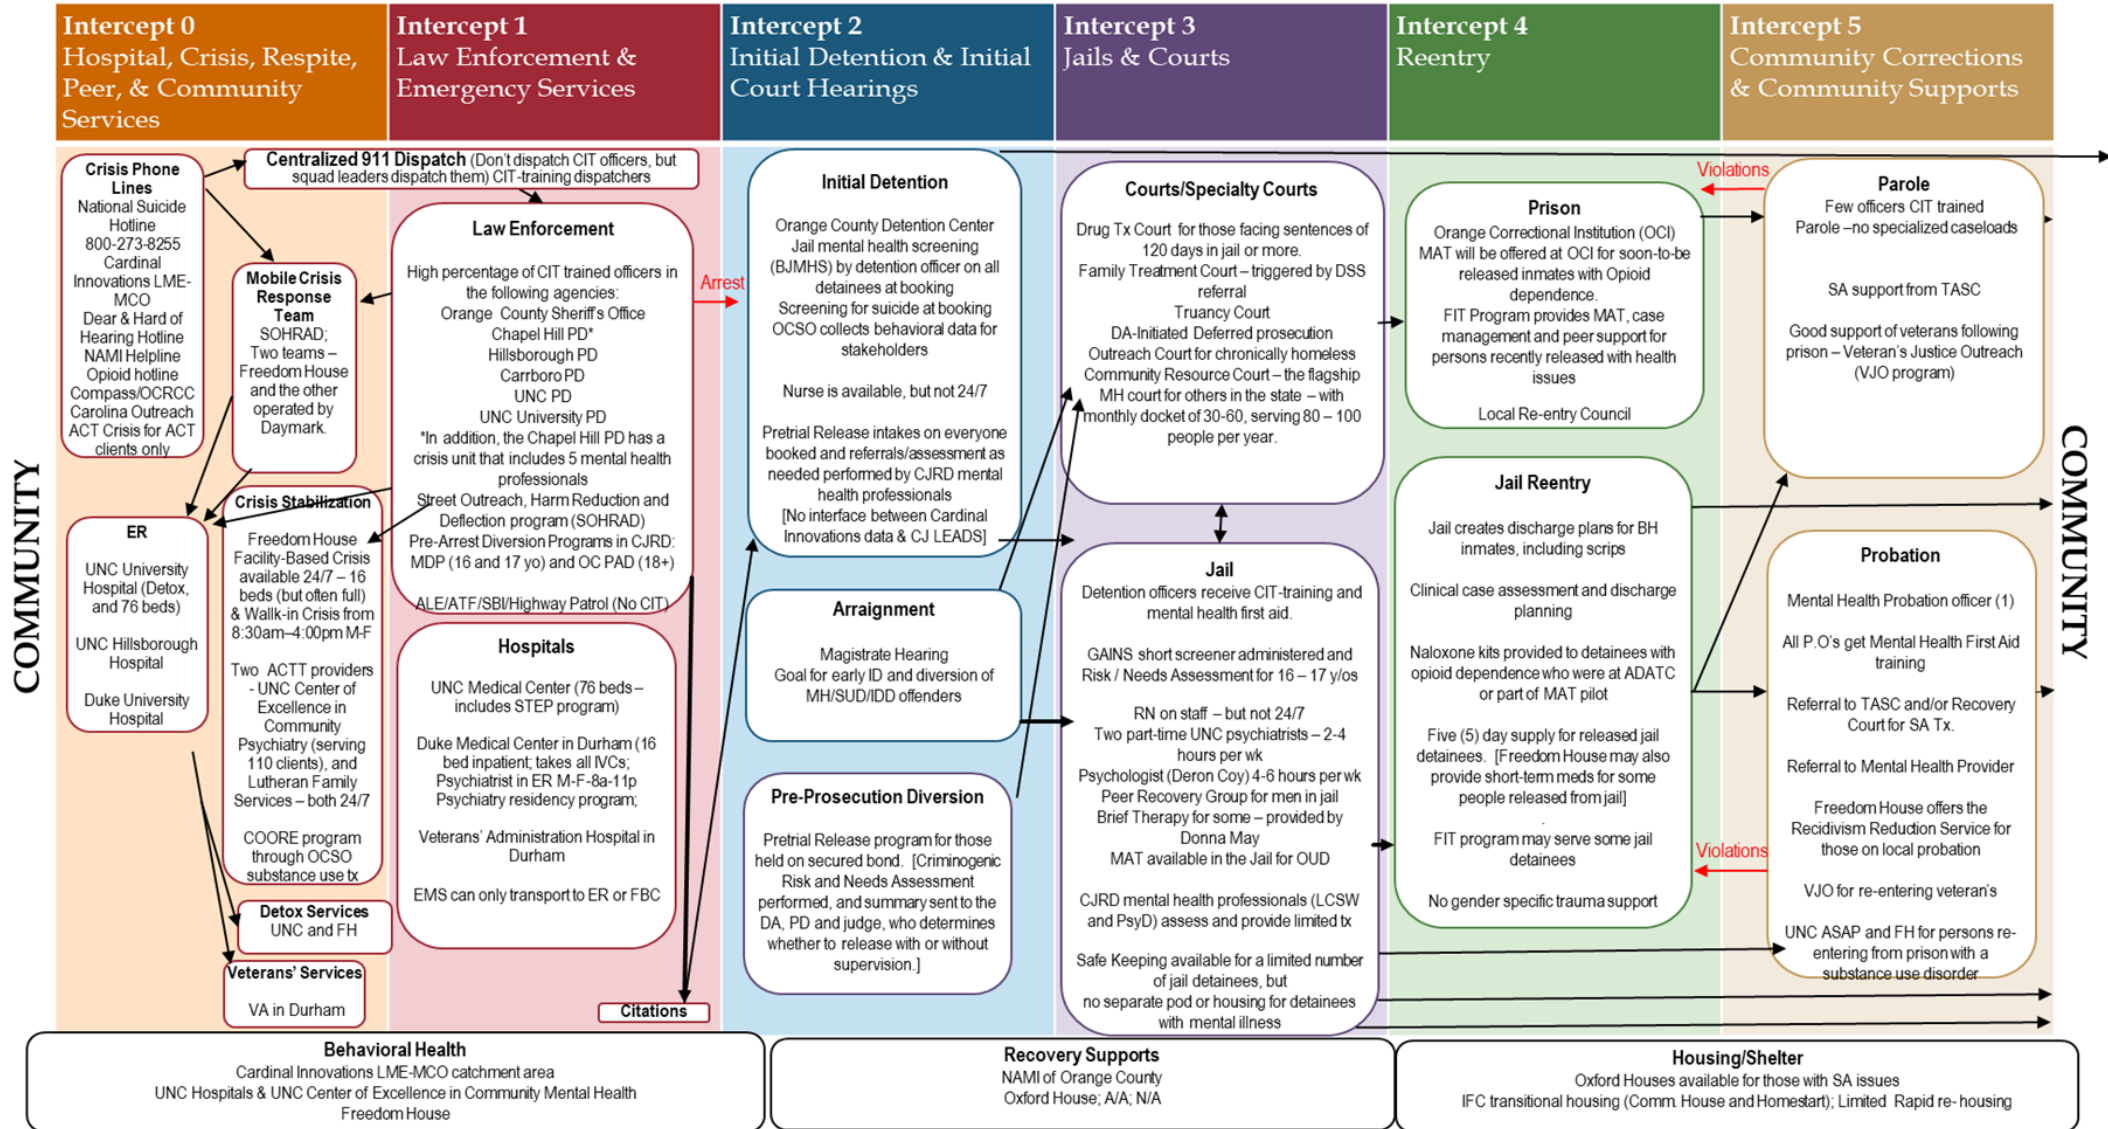 Intercept 0
Hospital, Crisis, Respite,
Peer, & Community
Services
Intercept 1
Law Enforcement &
Emergency Services
Intercept 2
Initial Detention & Initial
Court Hearings
Intercept 3
Jails & Courts
Intercept 4
Reentry
Intercept 5
Community Corrections
& Community Supports
COMMUNITY
Crisis Phone
Lines
National Suicide
Hotline
800-273-8255
Cardinal
Innovations LME-
MCO
Dear & Hard of
Hearing Hotline
NAMI Helpline
Opioid hotline
Compass/OCRCC
Carolina Outreach
ACT Crisis for ACT
clients only
Centralized 911 Dispatch (Don't dispatch CIT officers, but
squad leaders dispatch them) CIT-training dispatchers
Mobile Crisis
Response
Team
SOHRAD;
Two teams –
Freedom House
and the other
operated by
Daymark.
ER
UNC University
Hospital (Detox,
and 76 beds)
UNC Hillsborough
Hospital
Duke University
Hospital
Crisis Stabilization
Freedom House
Facility-Based Crisis
available 24/7 – 16
beds (but often full)
& Wallk-in Crisis from
8:30am–4:00pm M-F
Two ACTT providers
- UNC Center of
Excellence in
Community
Psychiatry (serving
110 clients), and
Lutheran Family
Services – both 24/7
COORE program
through OCSO
substance use tx
Detox Services
UNC and FH
Veterans' Services
VA in Durham
Law Enforcement
High percentage of CIT trained officers in
the following agencies:
Orange County Sheriff's Office
Chapel Hill PD*
Hillsborough PD
Carrboro PD
UNC PD
UNC University PD
*In addition, the Chapel Hill PD has a
crisis unit that includes 5 mental health
professionals
Street Outreach, Harm Reduction and
Deflection program (SOHRAD)
Pre-Arrest Diversion Programs in CJRD:
MDP (16 and 17 yo) and OC PAD (18+)
ALE/ATF/SBI/Highway Patrol (No CIT)
Hospitals
UNC Medical Center (76 beds –
includes STEP program)
Duke Medical Center in Durham (16
bed inpatient; takes all IVCs;
Psychiatrist in ER M-F-8a-11p
Psychiatry residency program;
Veterans' Administration Hospital in
Durham
EMS can only transport to ER or FBC
Citations
Arrest
Initial Detention
Orange County Detention Center
Jail mental health screening
(BJMHS) by detention officer on all
detainees at booking
Screening for suicide at booking
OCSO collects behavioral data for
stakeholders
Nurse is available, but not 24/7
Pretrial Release intakes on everyone
booked and referrals/assessment as
needed performed by CJRD mental
health professionals
[No interface between Cardinal
Innovations data & CJ LEADS]
Arraignment
Magistrate Hearing
Goal for early ID and diversion of
MH/SUD/IDD offenders
Pre-Prosecution Diversion
Pretrial Release program for those
held on secured bond. [Criminogenic
Risk and Needs Assessment
performed, and summary sent to the
DA, PD and judge, who determines
whether to release with or without
supervision.]
Courts/Specialty Courts
Drug Tx Court for those facing sentences of
120 days in jail or more.
Family Treatment Court – triggered by DSS
referral
Truancy Court
DA-Initiated Deferred prosecution
Outreach Court for chronically homeless
Community Resource Court – the flagship
MH court for others in the state – with
monthly docket of 30-60, serving 80 – 100
people per year.
Jail
Detention officers receive CIT-training and
mental health first aid.
GAINS short screener administered and
Risk / Needs Assessment for 16 – 17 y/os
RN on staff – but not 24/7
Two part-time UNC psychiatrists – 2-4
hours per wk
Psychologist (Deron Coy) 4-6 hours per wk
Peer Recovery Group for men in jail
Brief Therapy for some – provided by
Donna May
MAT available in the Jail for OUD
CJRD mental health professionals (LCSW
and PsyD) assess and provide limited tx
Safe Keeping available for a limited number
of jail detainees, but
no separate pod or housing for detainees
with mental illness
Prison
Orange Correctional Institution (OCI)
MAT will be offered at OCI for soon-to-be
released inmates with Opioid
dependence.
FIT Program provides MAT, case
management and peer support for
persons recently released with health
issues
Local Re-entry Council
Jail Reentry
Jail creates discharge plans for BH
inmates, including scrips
Clinical case assessment and discharge
planning
Naloxone kits provided to detainees with
opioid dependence who were at ADATC
or part of MAT pilot
Five (5) day supply for released jail
detainees. [Freedom House may also
provide short-term meds for some
people released from jail]
.
FIT program may serve some jail
detainees
No gender specific trauma support
Violations
Parole
Few officers CIT trained
Parole –no specialized caseloads
SA support from TASC
Good support of veterans following
prison – Veteran's Justice Outreach
(VJO program)
Violations
Probation
Mental Health Probation officer (1)
All P.O's get Mental Health First Aid
training
Referral to TASC and/or Recovery
Court for SA Tx.
Referral to Mental Health Provider
Freedom House offers the
Recidivism Reduction Service for
those on local probation
VJO for re-entering veteran's
UNC ASAP and FH for persons re-
entering from prison with a
substance use disorder
COMMUNITY
Behavioral Health
Cardinal Innovations LME-MCO catchment area
UNC Hospitals & UNC Center of Excellence in Community Mental Health
Freedom House
Recovery Supports
NAMI of Orange County
Oxford House; A/A; N/A
Housing/Shelter
Oxford Houses available for those with SA issues
IFC transitional housing (Comm. House and Homestart); Limited Rapid re-housing